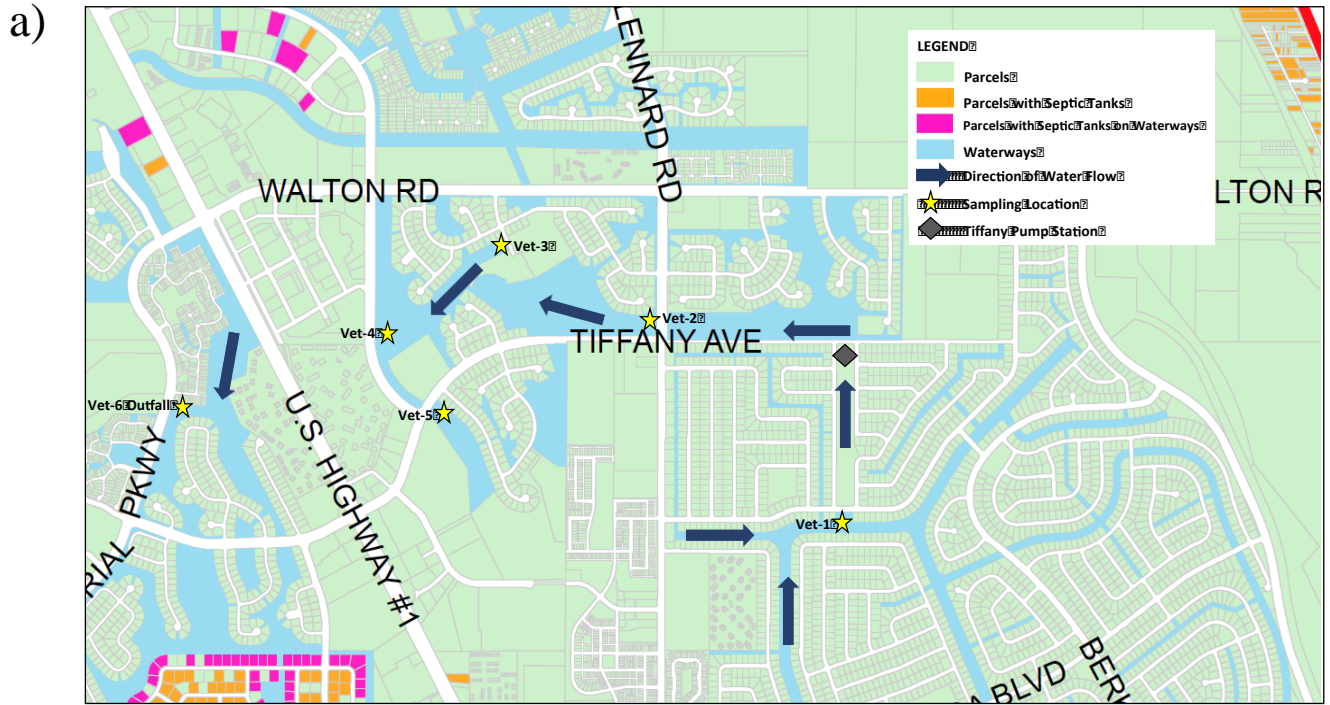 a)
LENNARD RD
LEGEND
Parcels
Parcels with Septic Tanks
Parcels with Septic Tanks on Waterways
Waterways
Direction of Water Flow
Sampling Location
Tiffany Pump Station
WALTON RD
LTON R
Vet-3
Vet-2
Vet-4
TIFFANY AVE
Vet-6 Outfall
Vet-5
U.S. HIGHWAY #1
PKWY
RIAL
Vet-1
A BLVD
BERK